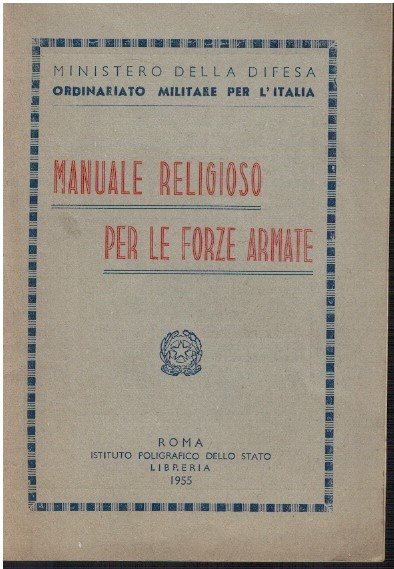 MINISTERO DELLA DIFESA
ORDINARIATO MILITARE PER L'ITALIA
MANUALE RELIGIOSO
PER LE FORZE ARMATE
ROMA
ISTITUTO POLIGRAFICO DELLO STATO
LIBRERIA
1955